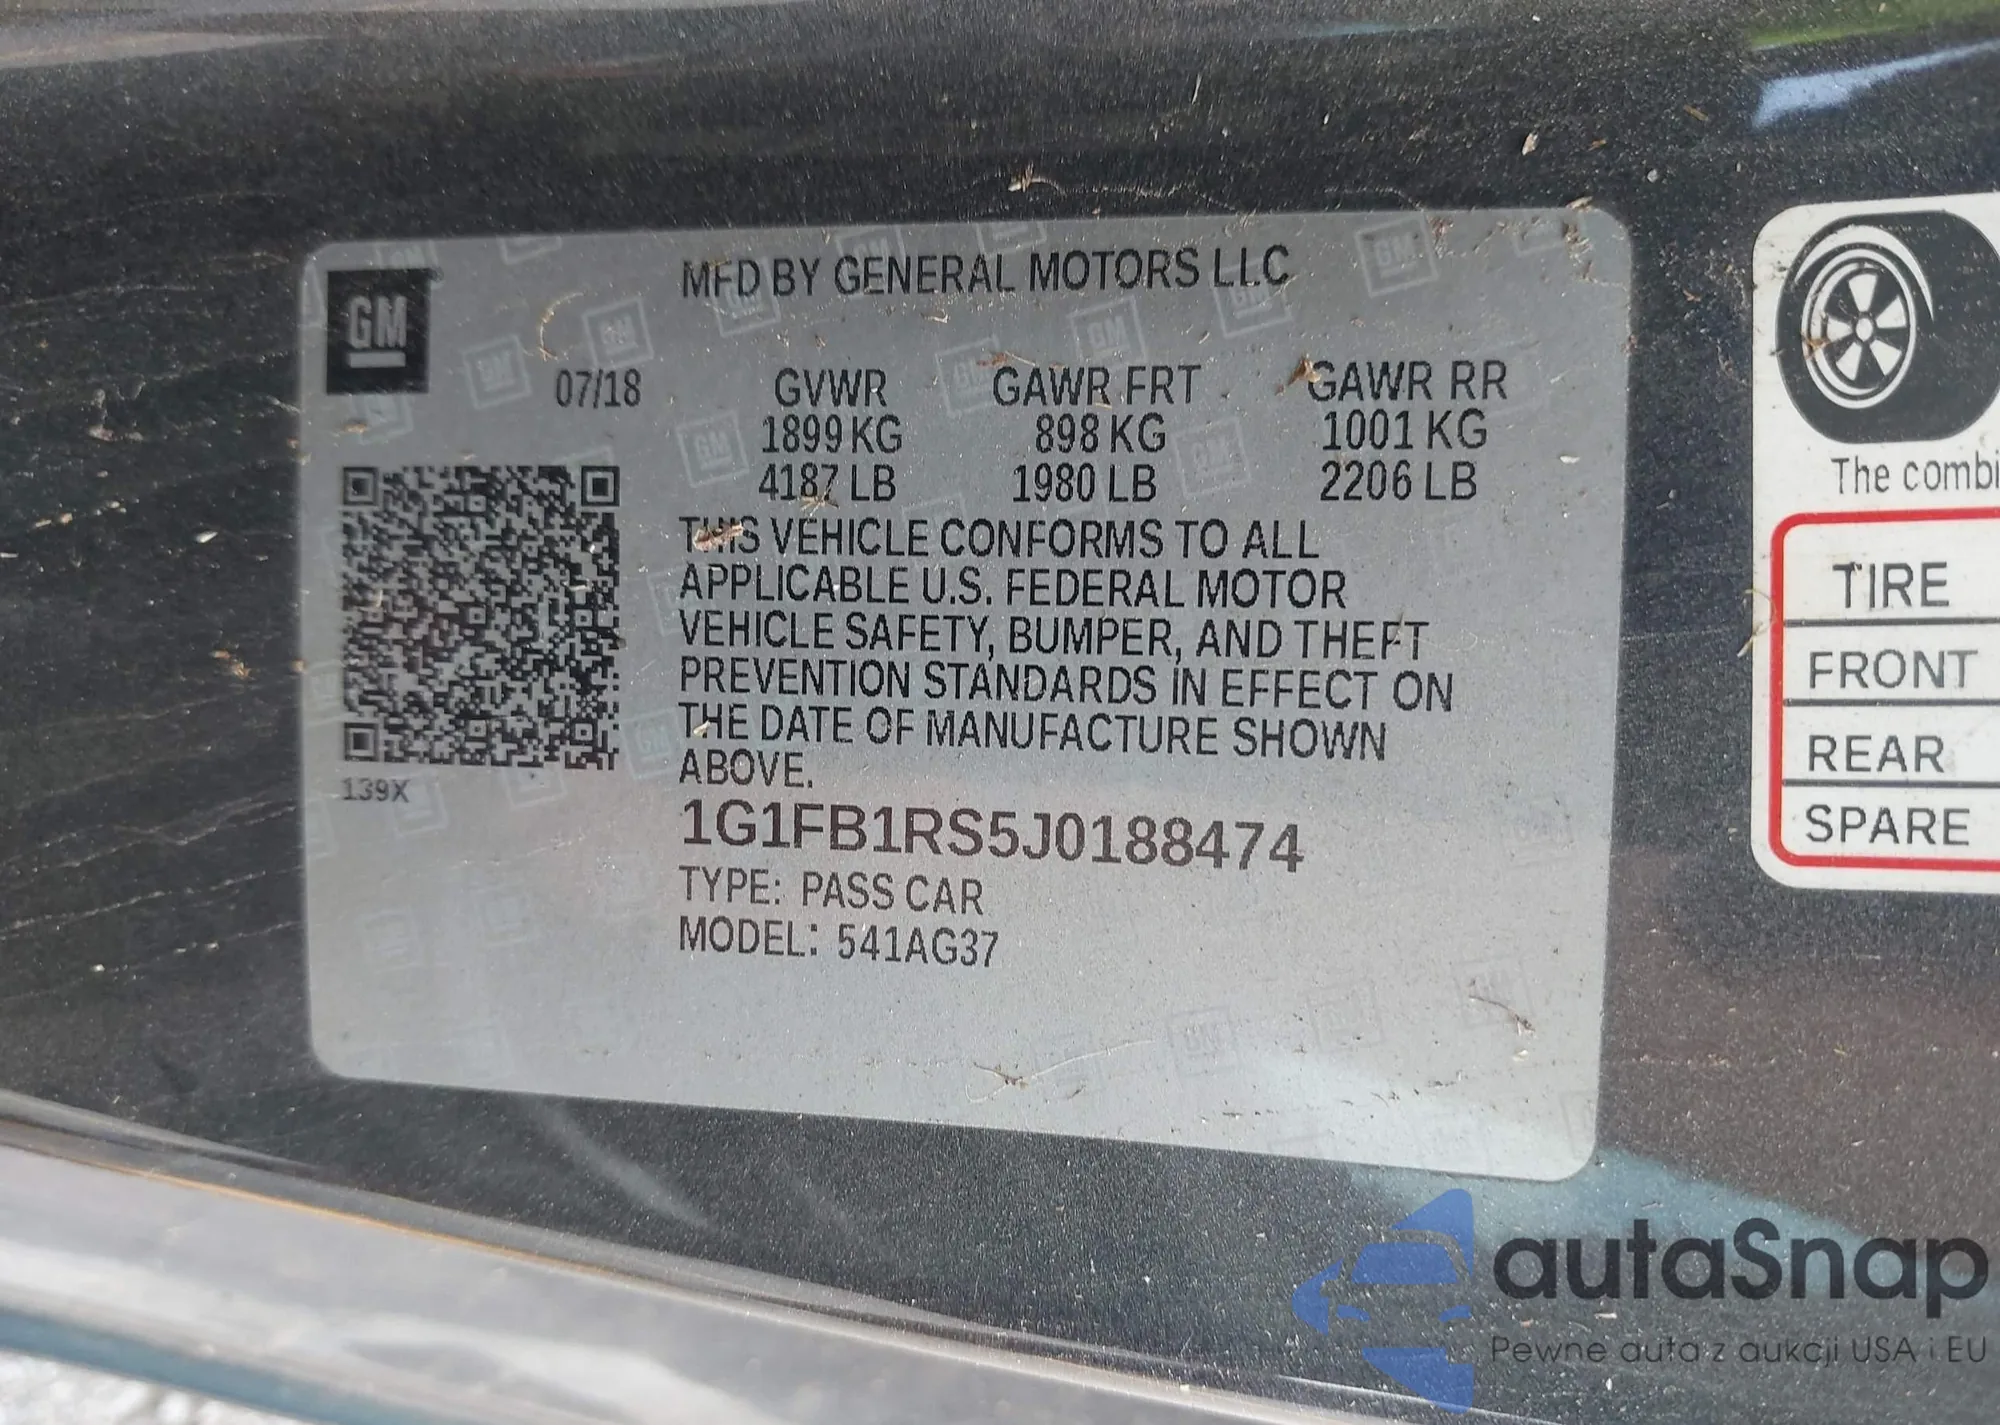 GM
MFD BY GENERAL MOTORS LLC
07/18 GVWR GAWR FRT GAWR RR
1899 KG 898 KG 1001 KG
4187 LB 1980 LB 2206 LB
THIS VEHICLE CONFORMS TO ALL
APPLICABLE U.S. FEDERAL MOTOR
VEHICLE SAFETY, BUMPER, AND THEFT
PREVENTION STANDARDS IN EFFECT ON
THE DATE OF MANUFACTURE SHOWN
ABOVE.
139X
1G1FB1RS5J0188474
TYPE: PASS CAR
MODEL: 541AG37
The combi
TIRE
FRONT
REAR
SPARE
autaSnap
Pewne auta z aukcji USA i EU